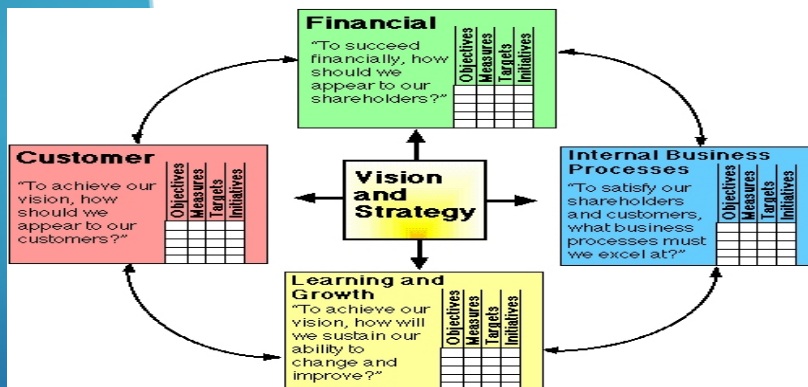 Financial
"To succeed
financially, how
should we
appear to our
shareholders?"
Objectives
Measures
Targets
Initiatives
Customer
"To achieve our
vision, how
should we
appear to our
customers?"
Objectives
Measures
Targets
Initiatives
Vision
and
Strategy
Internal Business
Processes
"To satisfy our
shareholders
and customers,
what business
processes must
we excel at?"
Objectives
Measures
Targets
Initiatives
Learning and
Growth
"To achieve our
vision, how will
we sustain our
ability to
change and
improve?"
Objectives
Measures
Targets
Initiatives